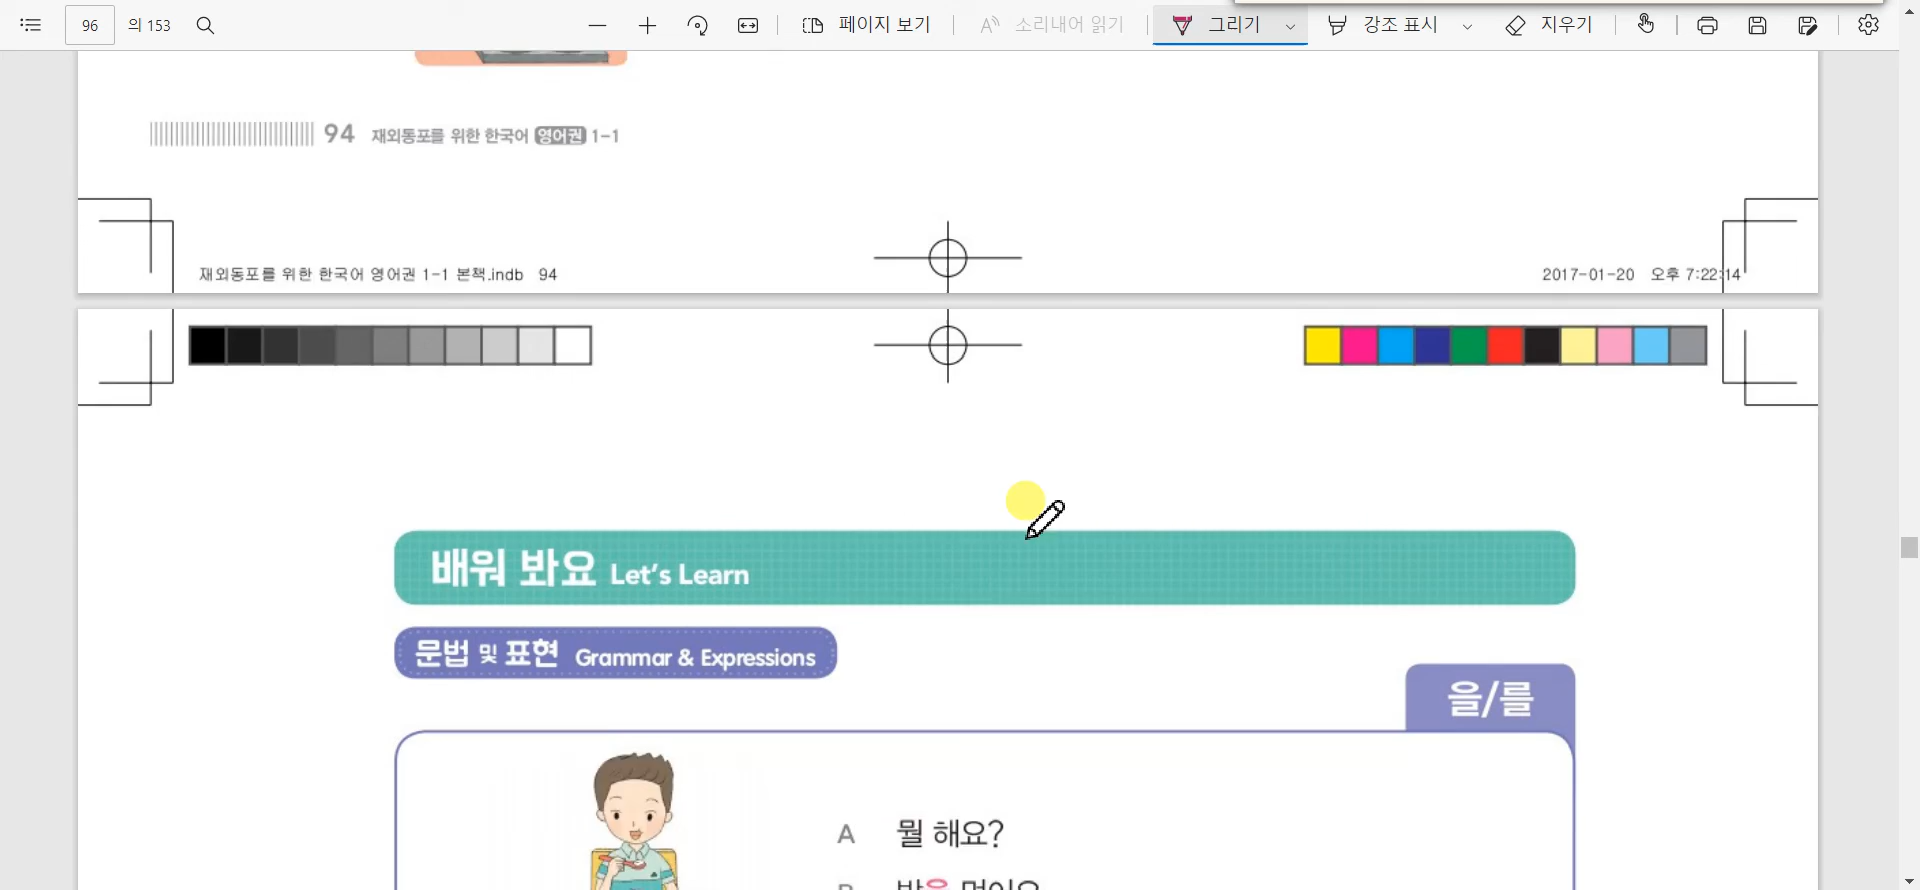 96 의 153 페이지 보기 소리내어 읽기 그리기 강조 표시 지우기
94 재외동포를 위한 한국어 영어권 1-1
재외동포를 위한 한국어 영어권 1-1 본책.indb 94 2017-01-20 오후 7:22:14
배워 봐요 Let's Learn
문법 및 표현 Grammar & Expressions
을/를
A 뭘 해요?